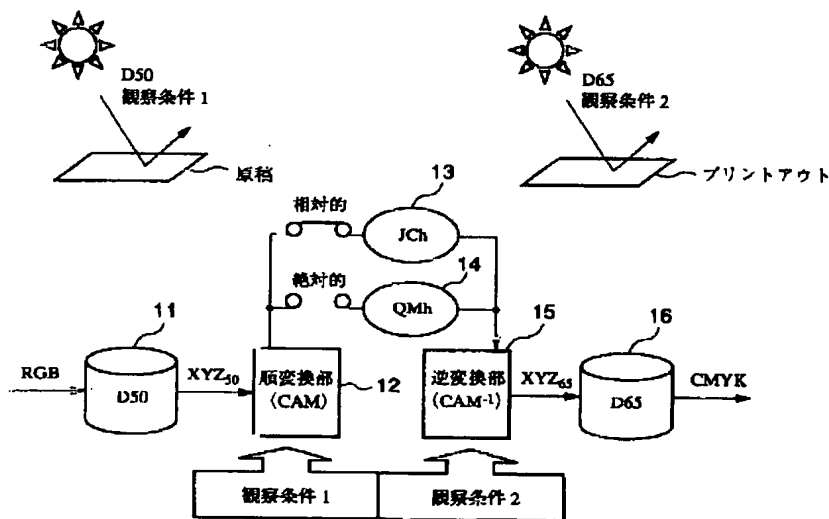 D50
観察条件 1
原稿
D65
観察条件 2
プリントアウト
相対的
13
JCh
絶対的
14
QMh
11
RGB
D50
XYZ50
順変換部
(CAM)
12
15
逆変換部
(CAM-1)
XYZ65
16
D65
CMYK
観察条件 1
観察条件 2